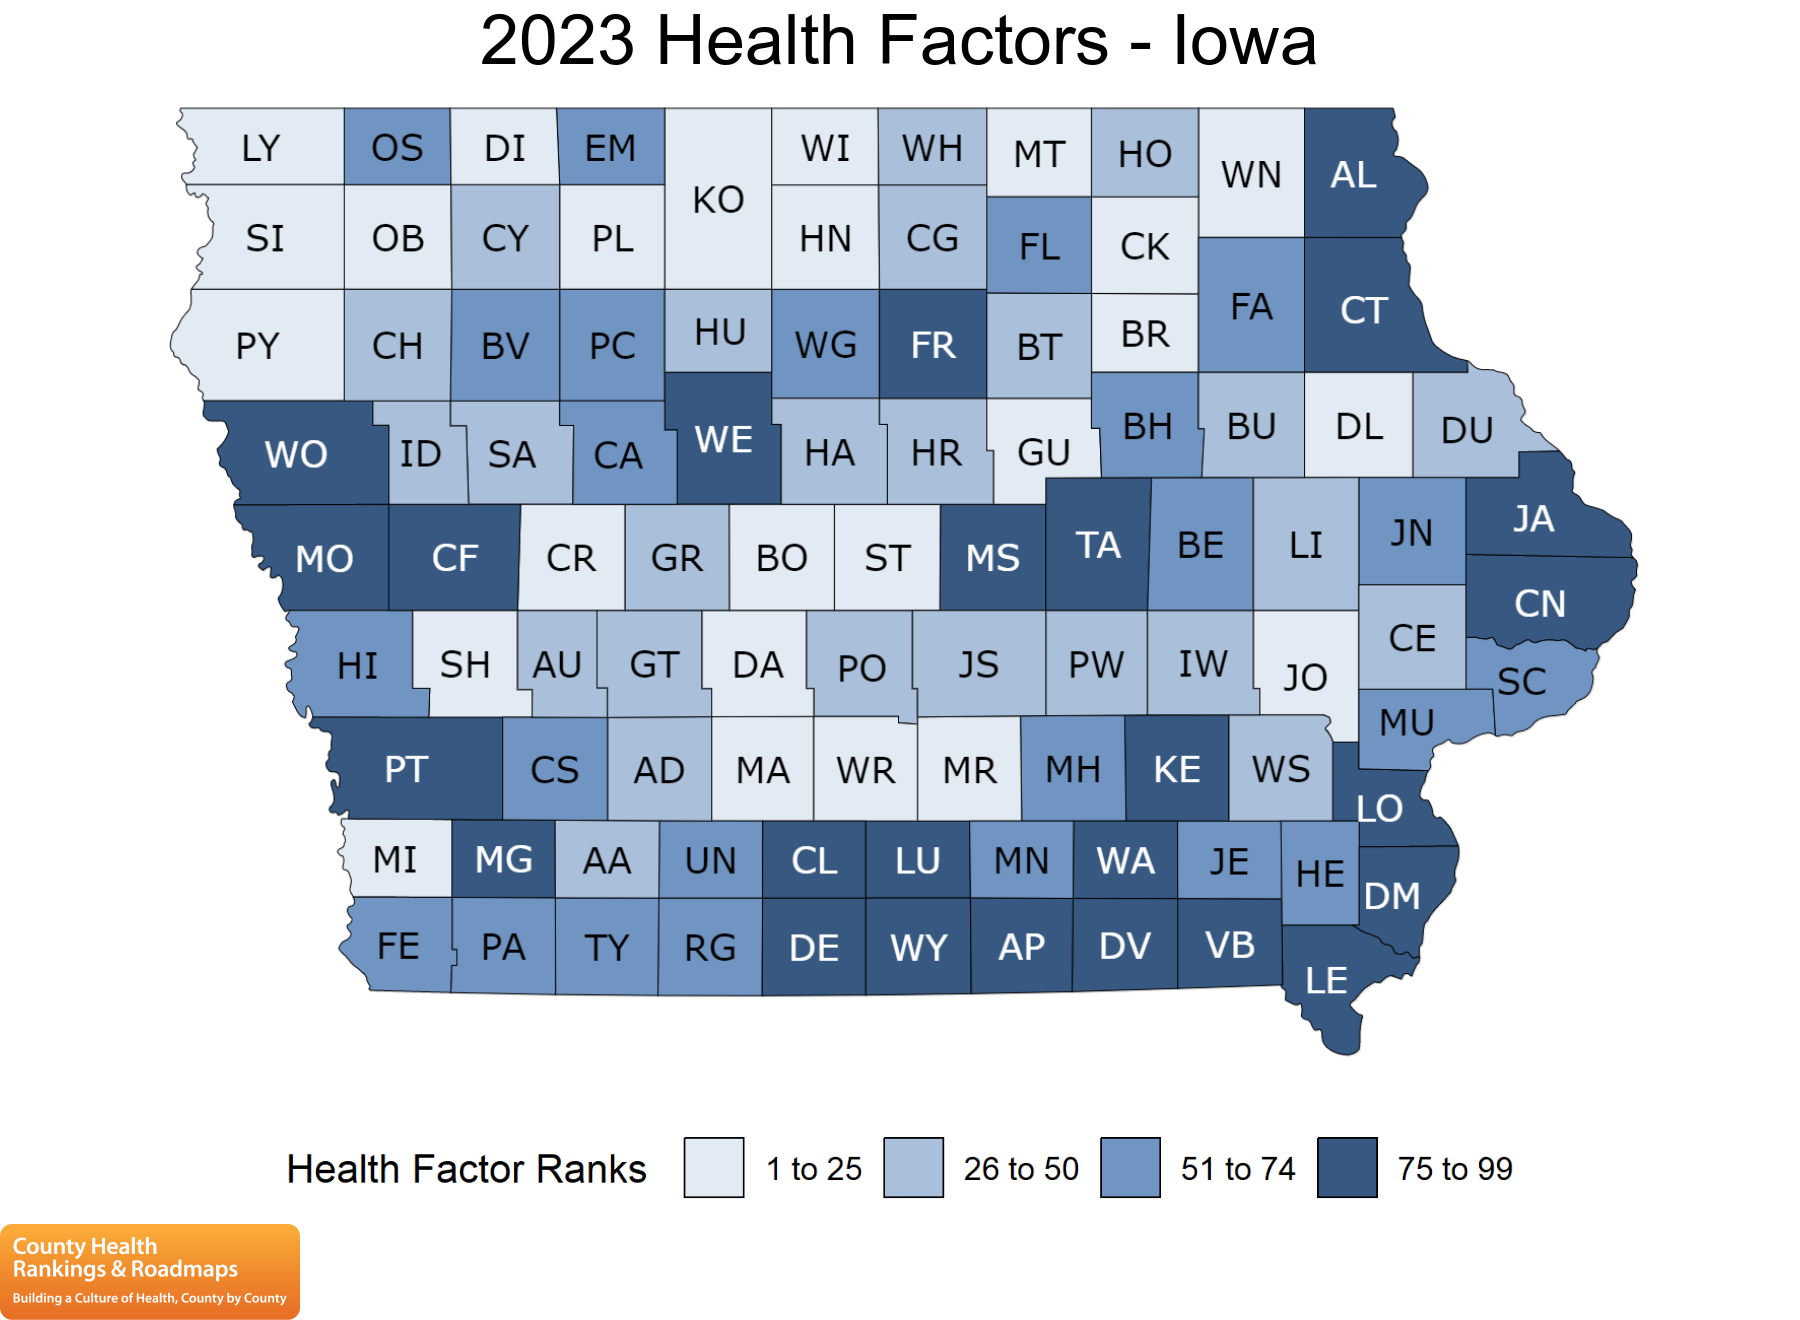 2023 Health Factors - Iowa
LY OS DI EM KO WI WH MT HO WN AL
SI OB CY PL HN CG FL CK
PY CH BV PC HU WG FR BT BR FA CT
WO ID SA CA WE HA HR GU BH BU DL DU
MO CF CR GR BO ST MS TA BE LI JN JA
CN
HI SH AU GT DA PO JS PW IW JO CE SC
MU
PT CS AD MA WR MR MH KE WS LO
MI MG AA UN CL LU MN WA JE HE DM
FE PA TY RG DE WY AP DV VB LE
Health Factor Ranks 1 to 25 26 to 50 51 to 74 75 to 99
County Health
Rankings & Roadmaps
Building a Culture of Health, County by County